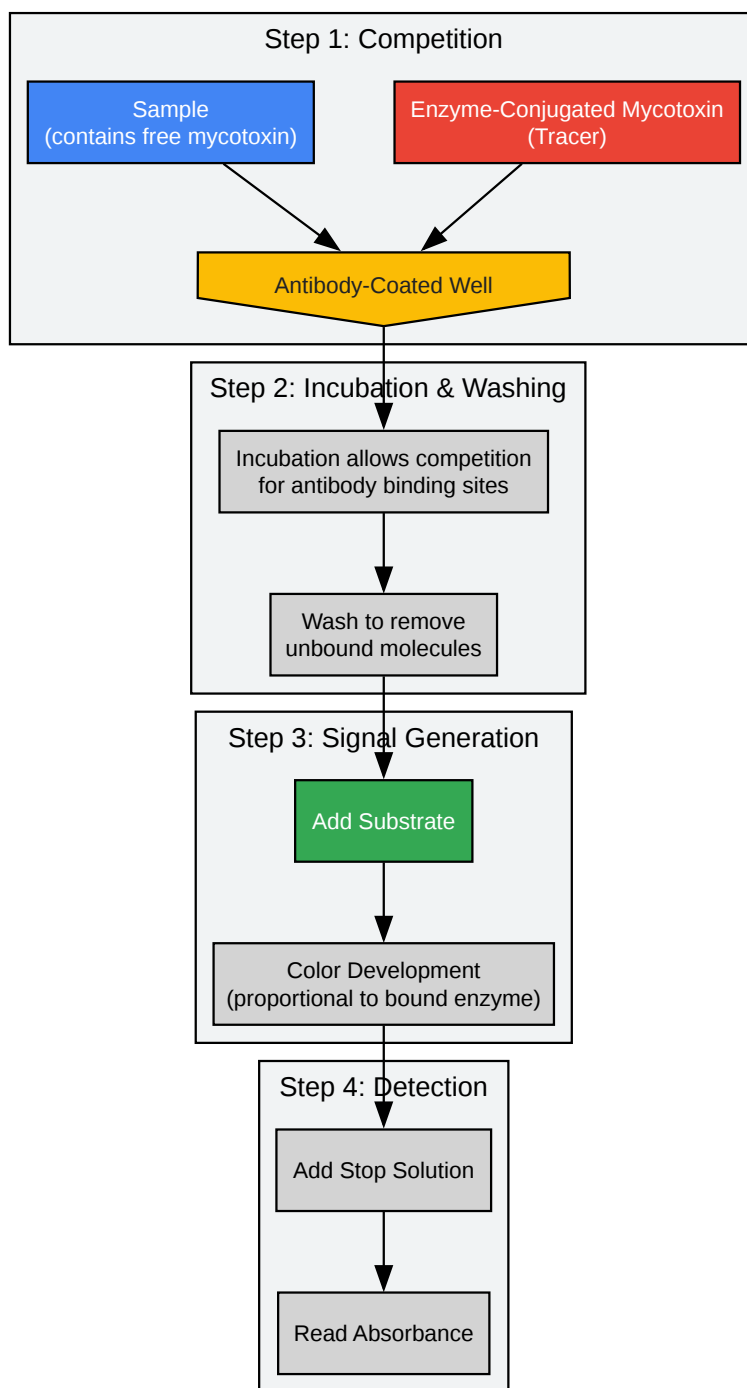 Step 1: Competition
Sample
(contains free mycotoxin)
Enzyme-Conjugated Mycotoxin
(Tracer)
Antibody-Coated Well
Step 2: Incubation & Washing
Incubation allows competition
for antibody binding sites
Wash to remove
unbound molecules
Step 3: Signal Generation
Add Substrate
Color Development
(proportional to bound enzyme)
Step 4: Detection
Add Stop Solution
Read Absorbance